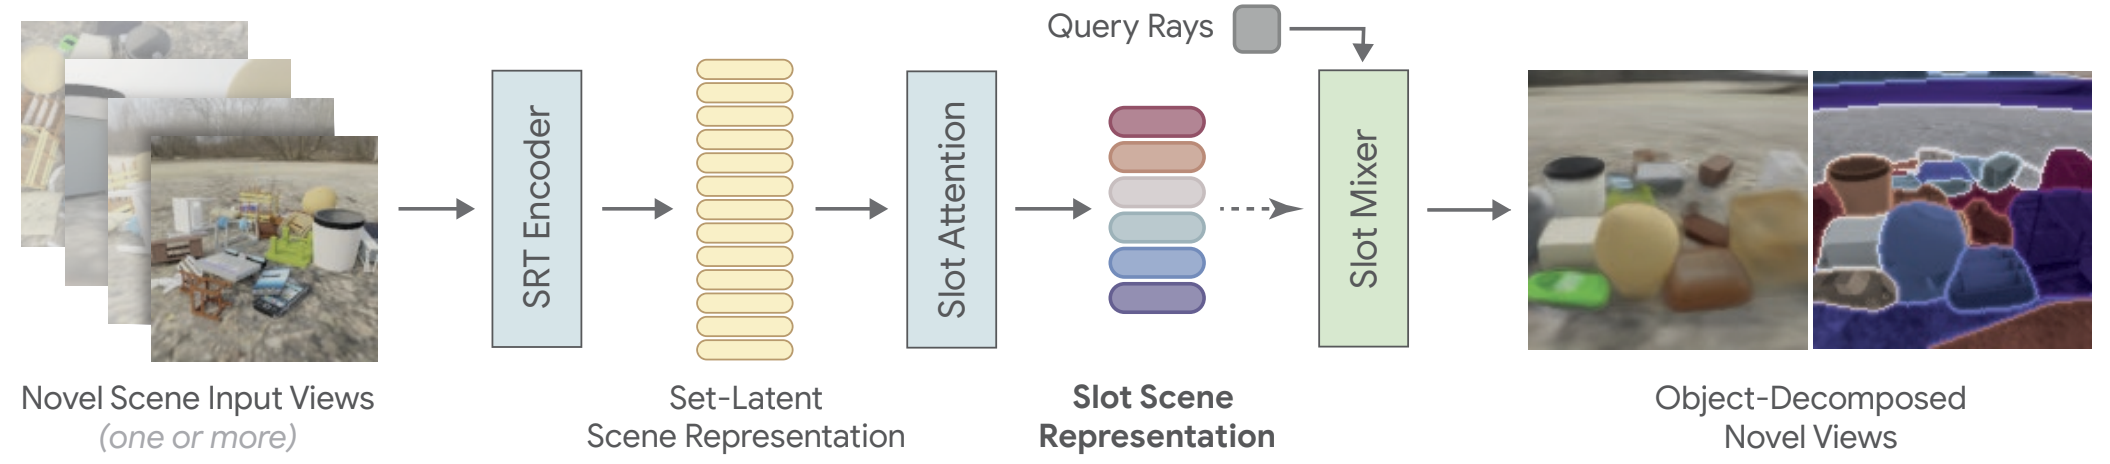 Query Rays
SRT Encoder
Slot Attention
Slot Mixer
Novel Scene Input Views
(one or more)
Set-Latent
Scene Representation
Slot Scene
Representation
Object-Decomposed
Novel Views